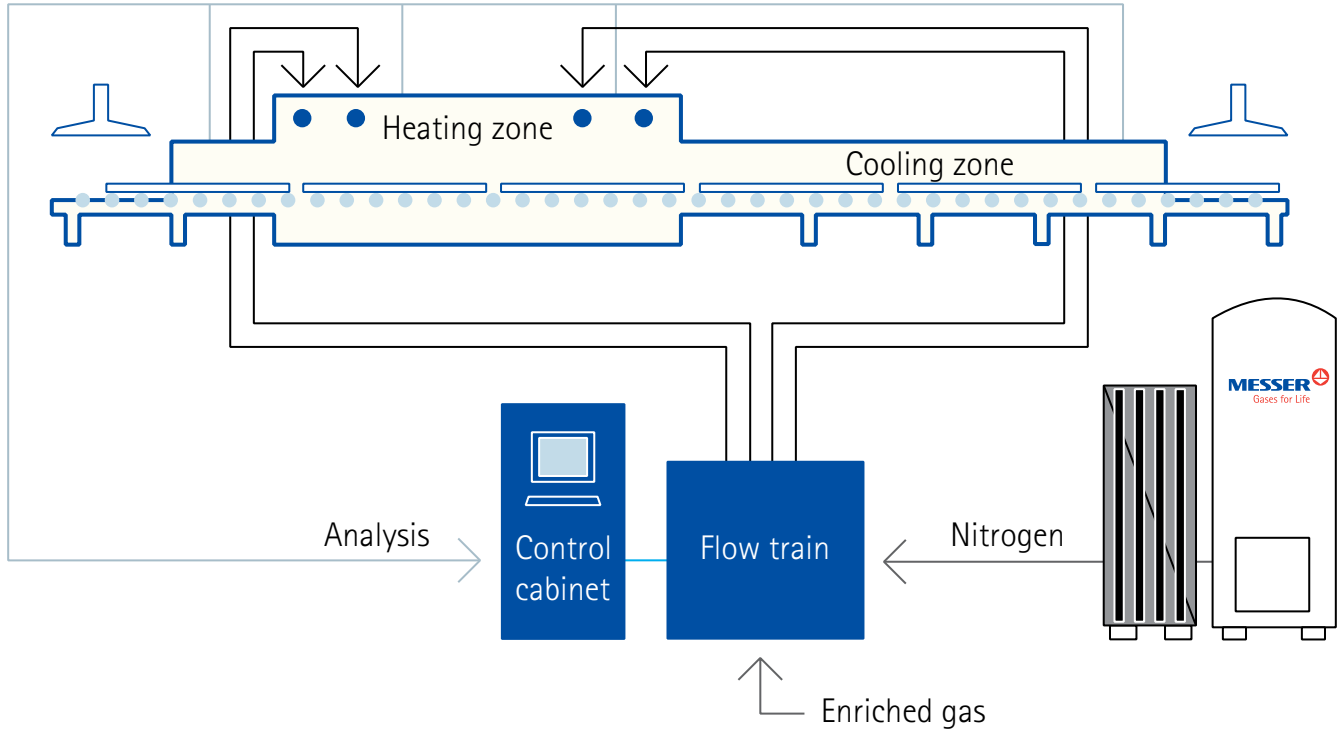 Heating zone
Cooling zone
MESSER
Gases for Life
Analysis
Control
cabinet
Flow train
Nitrogen
Enriched gas